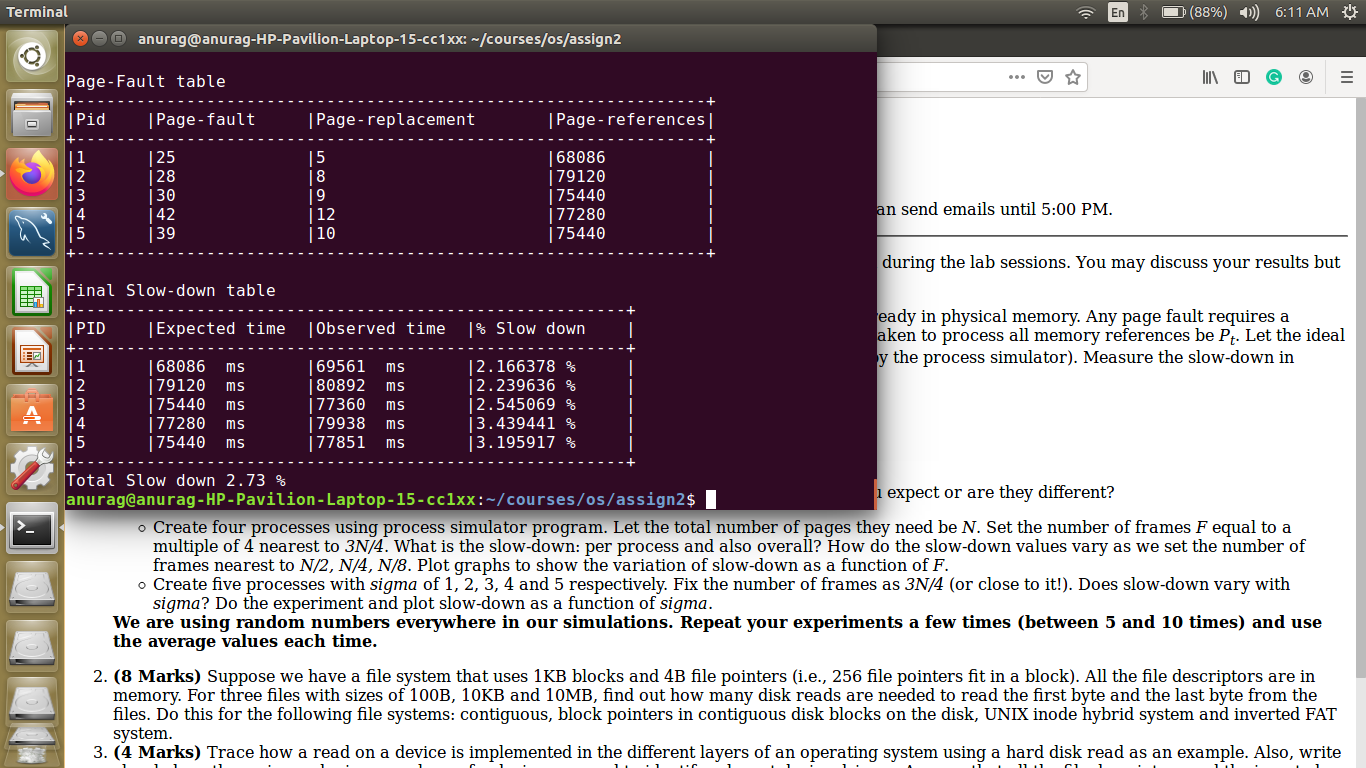 Terminal
En
(88%)
6:11 AM
anurag@anurag-HP-Pavilion-Laptop-15-cc1xx: ~/courses/os/assign2
Page-Fault table
+---------------------------------------------------------------+
|Pid |Page-fault |Page-replacement |Page-references|
+---------------------------------------------------------------+
|1 |25 |5 |68086 |
|2 |28 |8 |79120 |
|3 |30 |9 |75440 |
|4 |42 |12 |77280 |
|5 |39 |10 |75440 |
+---------------------------------------------------------------+
Final Slow-down table
+-------------------------------------------------------+
|PID |Expected time |Observed time |% Slow down |
+-------------------------------------------------------+
|1 |68086 ms |69561 ms |2.166378 % |
|2 |79120 ms |80892 ms |2.239636 % |
|3 |75440 ms |77360 ms |2.545069 % |
|4 |77280 ms |79938 ms |3.439441 % |
|5 |75440 ms |77851 ms |3.195917 % |
+-------------------------------------------------------+
Total Slow down 2.73 %
anurag@anurag-HP-Pavilion-Laptop-15-cc1xx:~/courses/os/assign2$
an send emails until 5:00 PM.
during the lab sessions. You may discuss your results but
eady in physical memory. Any page fault requires a
aken to process all memory references be Pt. Let the ideal
y the process simulator). Measure the slow-down in
u expect or are they different?
◦ Create four processes using process simulator program. Let the total number of pages they need be N. Set the number of frames F equal to a
multiple of 4 nearest to 3N/4. What is the slow-down: per process and also overall? How do the slow-down values vary as we set the number of
frames nearest to N/2, N/4, N/8. Plot graphs to show the variation of slow-down as a function of F.
◦ Create five processes with sigma of 1, 2, 3, 4 and 5 respectively. Fix the number of frames as 3N/4 (or close to it!). Does slow-down vary with
sigma? Do the experiment and plot slow-down as a function of sigma.
We are using random numbers everywhere in our simulations. Repeat your experiments a few times (between 5 and 10 times) and use
the average values each time.
2. (8 Marks) Suppose we have a file system that uses 1KB blocks and 4B file pointers (i.e., 256 file pointers fit in a block). All the file descriptors are in
memory. For three files with sizes of 100B, 10KB and 10MB, find out how many disk reads are needed to read the first byte and the last byte from the
files. Do this for the following file systems: contiguous, block pointers in contiguous disk blocks on the disk, UNIX inode hybrid system and inverted FAT
system.
3. (4 Marks) Trace how a read on a device is implemented in the different layers of an operating system using a hard disk read as an example. Also, write